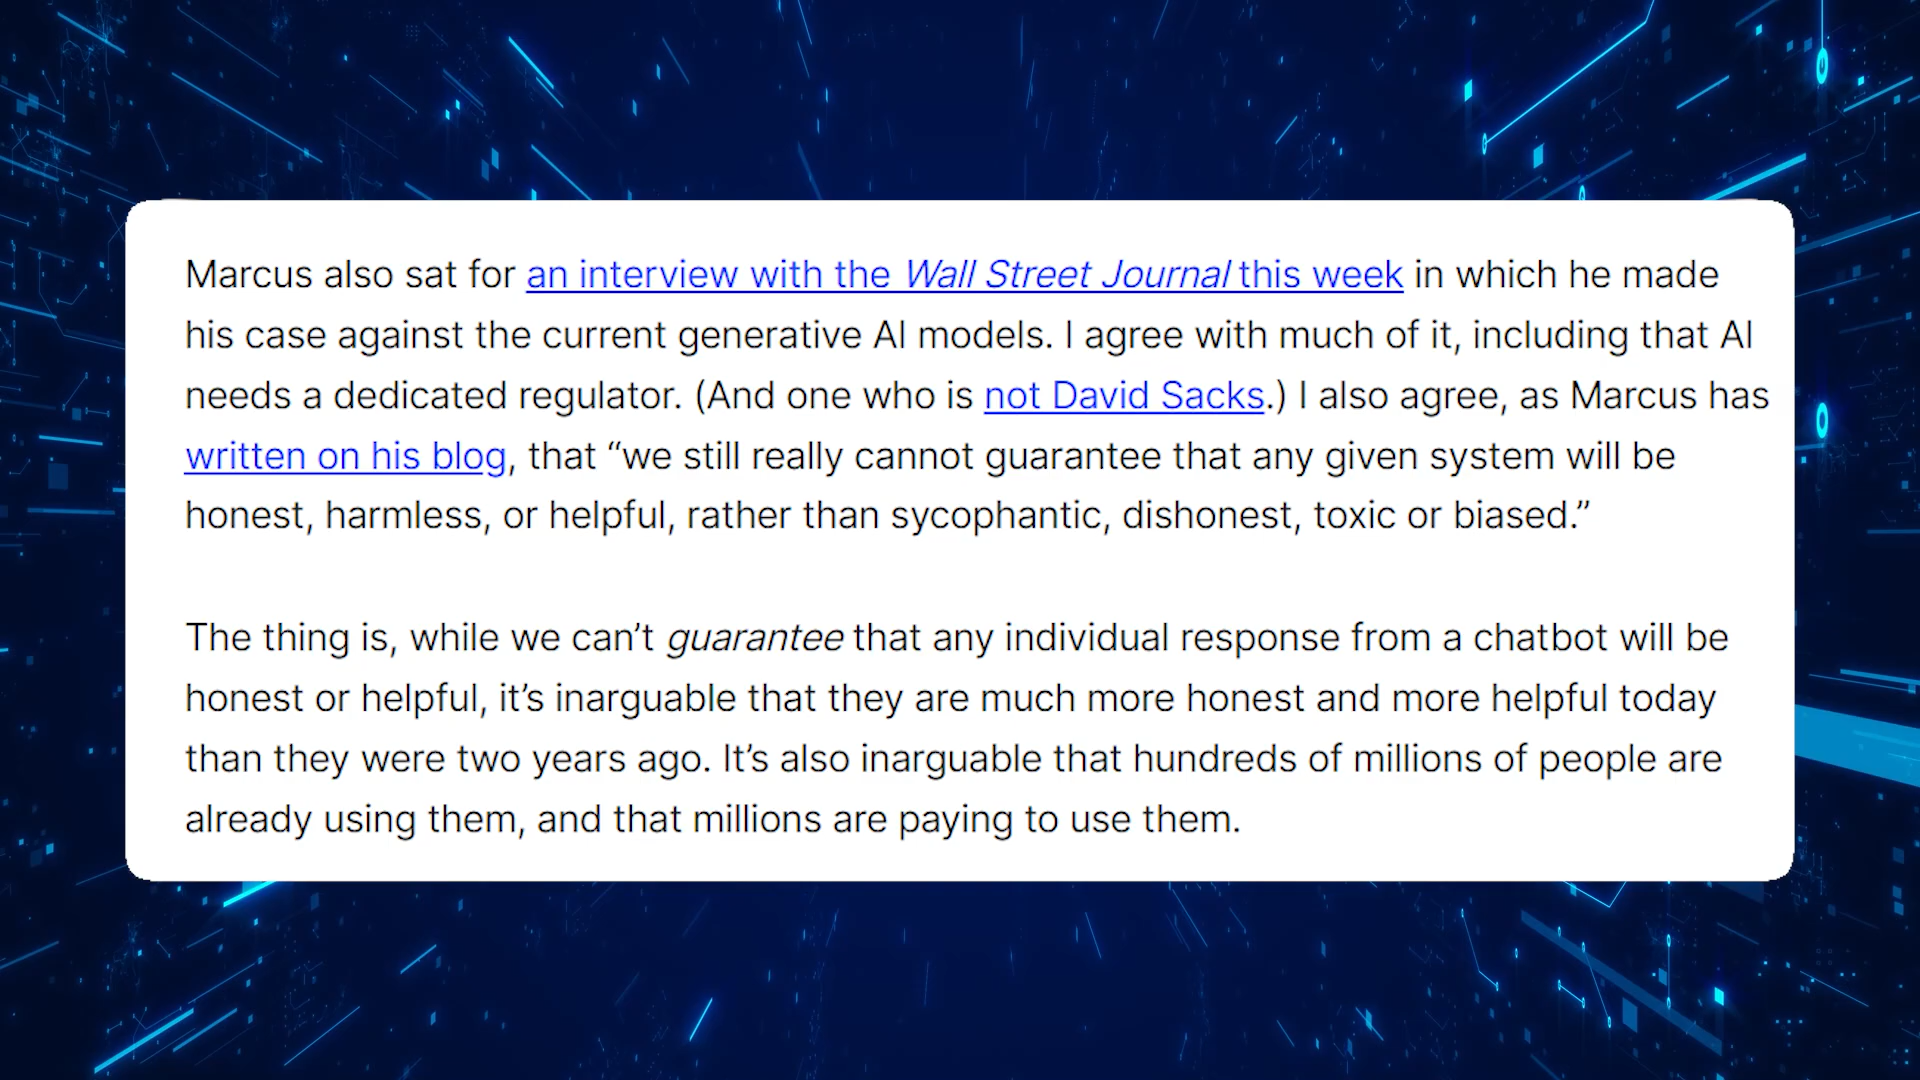 Marcus also sat for an interview with the Wall Street Journal this week in which he made
his case against the current generative AI models. I agree with much of it, including that AI
needs a dedicated regulator. (And one who is not David Sacks.) I also agree, as Marcus has
written on his blog, that “we still really cannot guarantee that any given system will be
honest, harmless, or helpful, rather than sycophantic, dishonest, toxic or biased.”
The thing is, while we can’t guarantee that any individual response from a chatbot will be
honest or helpful, it’s inarguable that they are much more honest and more helpful today
than they were two years ago. It’s also inarguable that hundreds of millions of people are
already using them, and that millions are paying to use them.